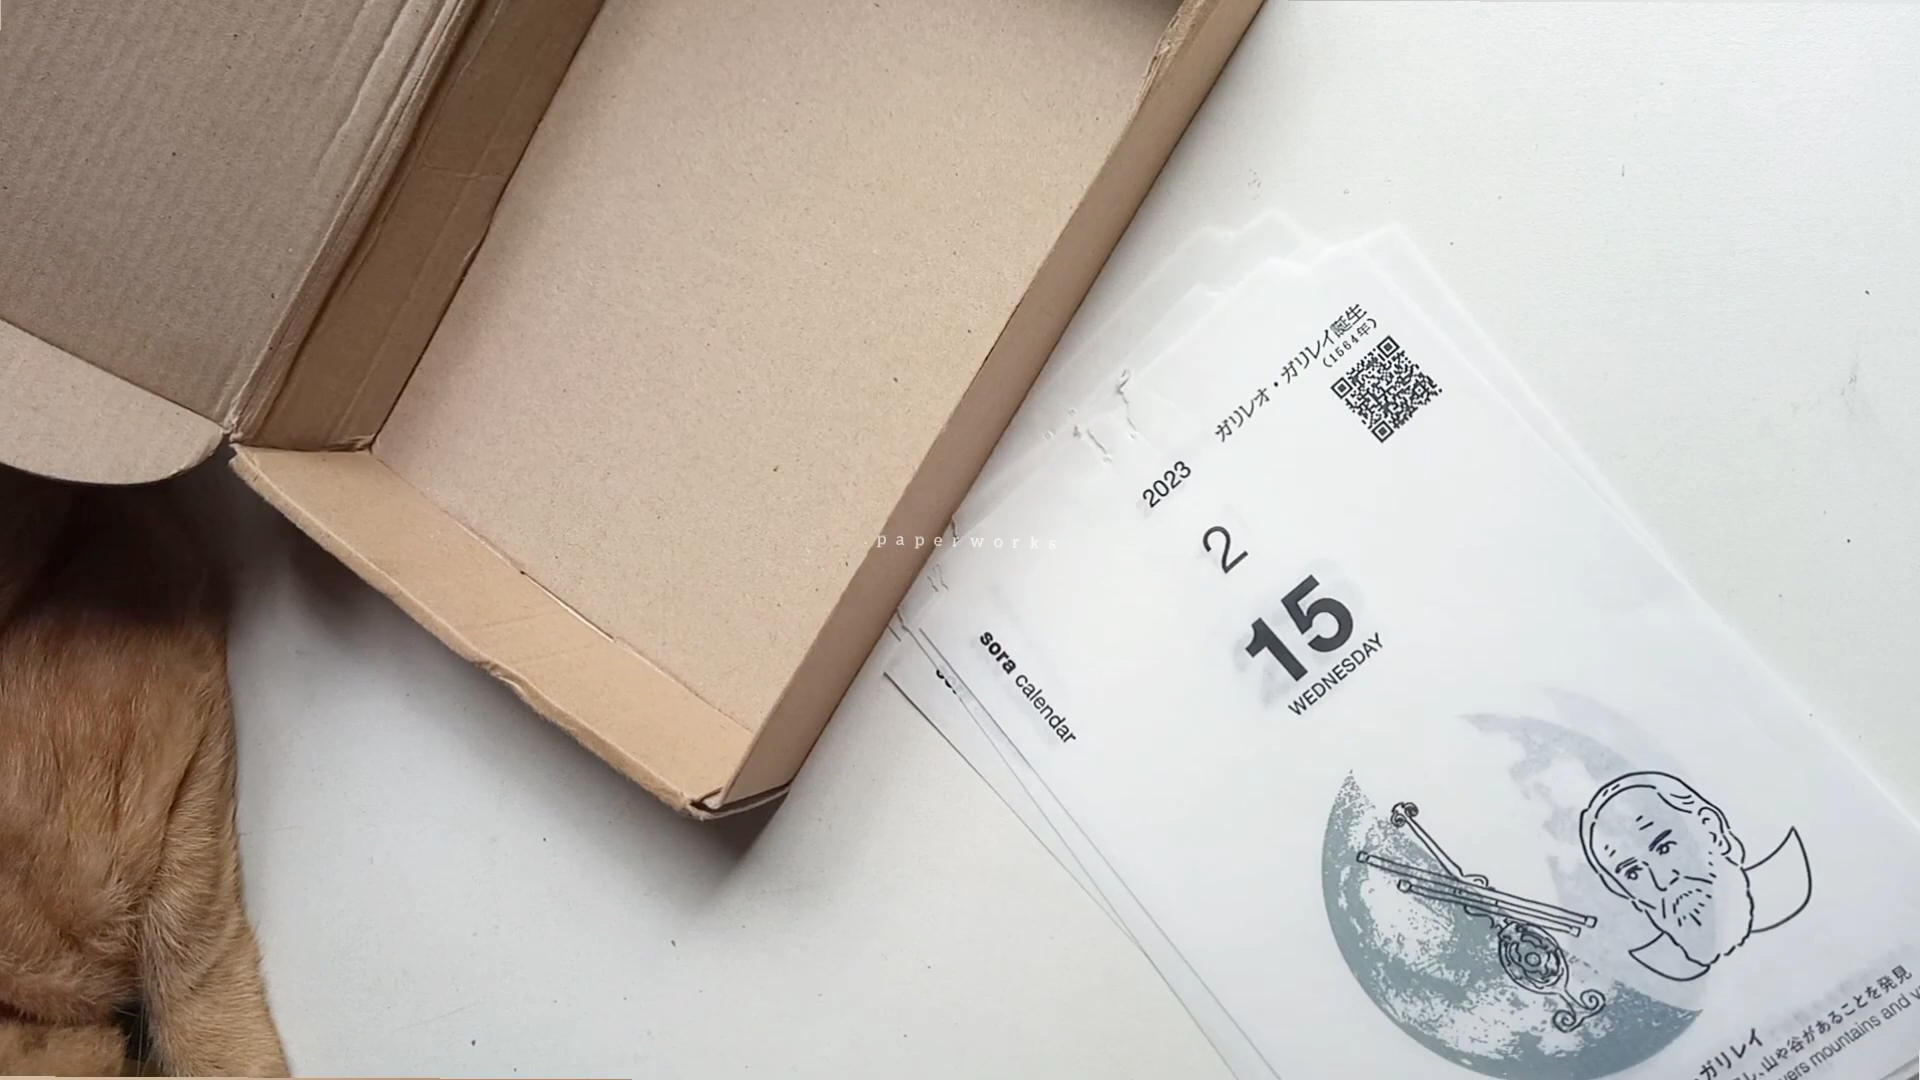 .paperworks
ガリレオ・ガリレイ誕生
(1564年)
2023
2
15
WEDNESDAY
sora calendar
ガリレイ
、山や谷があることを発見
mountains and